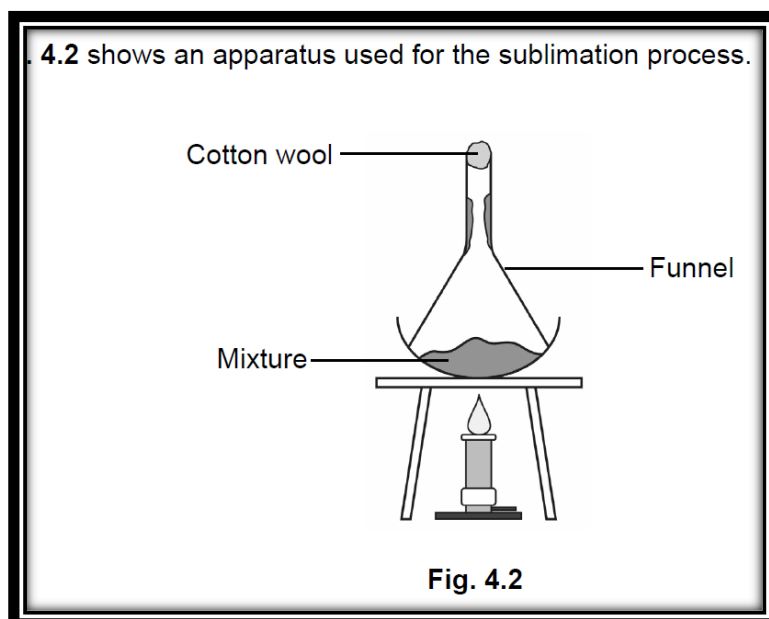 . 4.2 shows an apparatus used for the sublimation process.
Cotton wool
Funnel
Mixture
Fig. 4.2